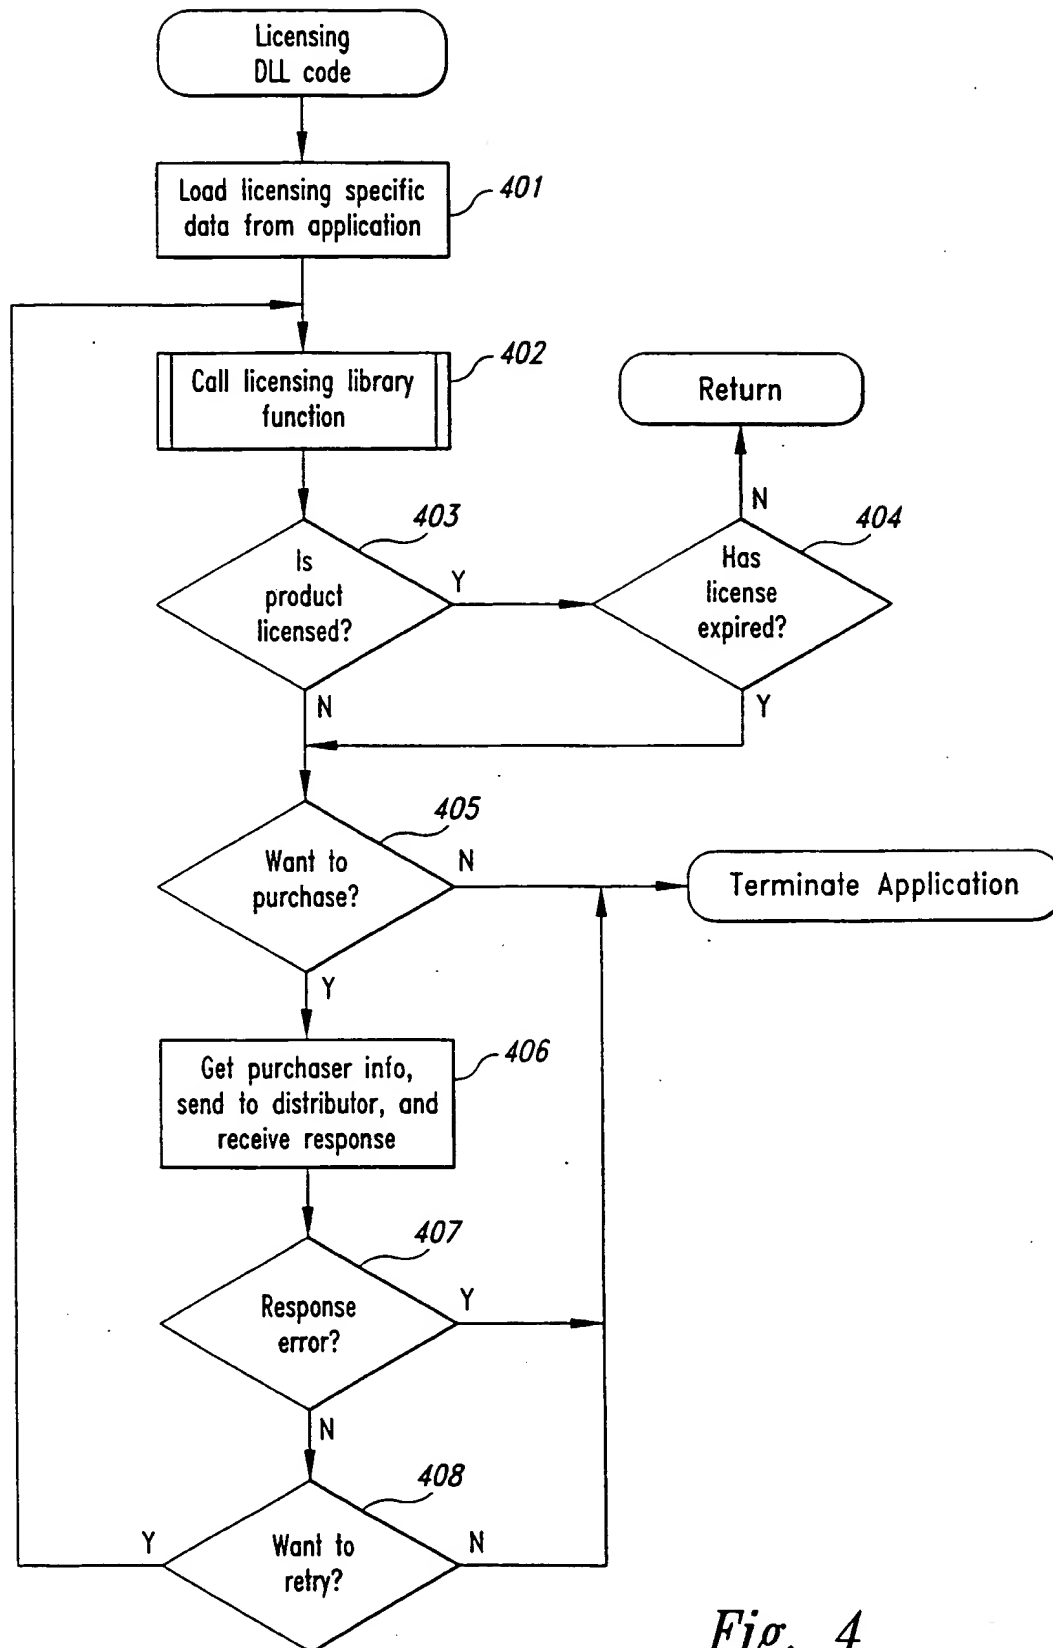 Licensing
DLL code
Load licensing specific
data from application
401
Call licensing library
function
402
Return
N
403
Is
product
licensed?
Y
404
Has
license
expired?
N
Y
405
Want to
purchase?
N
Terminate Application
Y
Get purchaser info,
send to distributor, and
receive response
406
407
Response
error?
Y
N
408
Y
Want to
retry?
N
Fig. 4